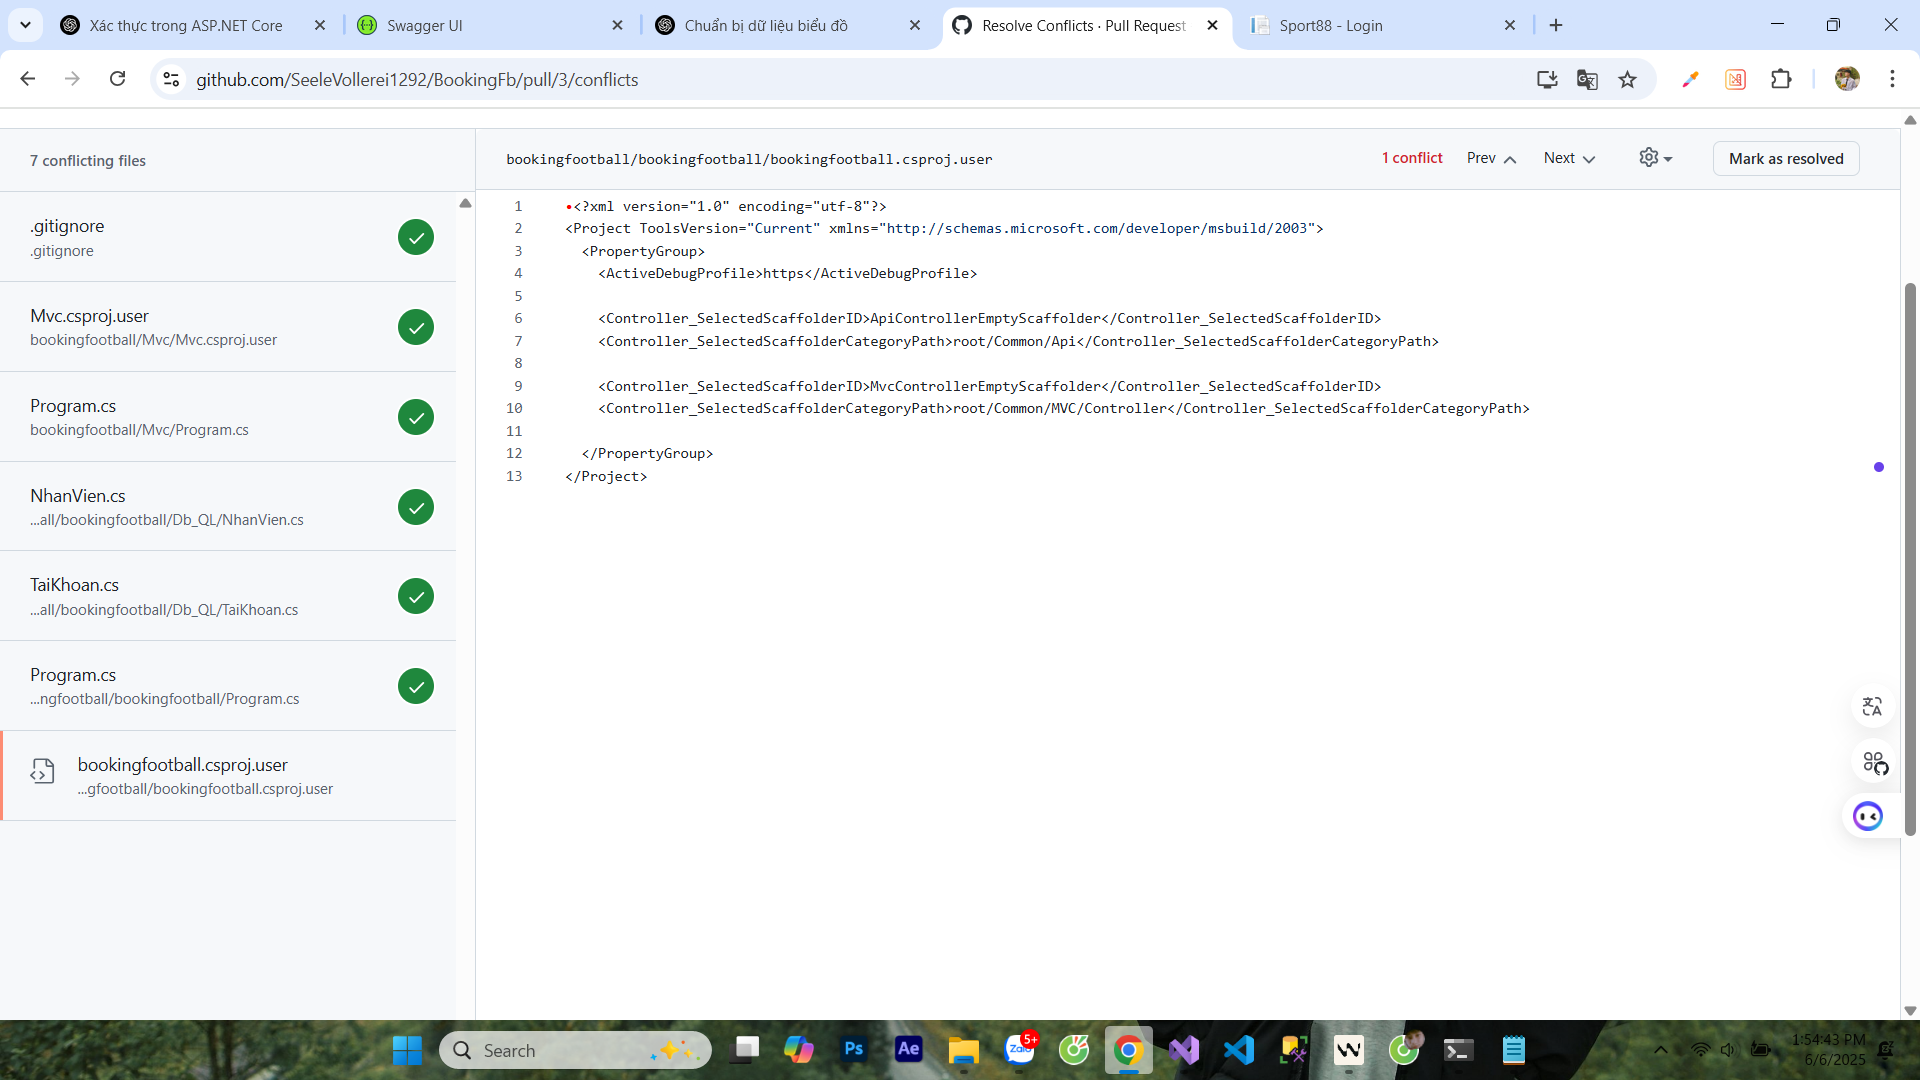 Xác thực trong ASP.NET Core
Swagger UI
Chuẩn bị dữ liệu biểu đồ
Resolve Conflicts · Pull Request
Sport88 - Login
github.com/SeeleVollerei1292/BookingFb/pull/3/conflicts
7 conflicting files
bookingfootball/bookingfootball/bookingfootball.csproj.user
1 conflict
Prev
Next
Mark as resolved
.gitignore
.gitignore
Mvc.csproj.user
bookingfootball/Mvc/Mvc.csproj.user
Program.cs
bookingfootball/Mvc/Program.cs
NhanVien.cs
...all/bookingfootball/Db_QL/NhanVien.cs
TaiKhoan.cs
...all/bookingfootball/Db_QL/TaiKhoan.cs
Program.cs
...ngfootball/bookingfootball/Program.cs
bookingfootball.csproj.user
...gfootball/bookingfootball.csproj.user
1 •<?xml version="1.0" encoding="utf-8"?>
2 <Project ToolsVersion="Current" xmlns="http://schemas.microsoft.com/developer/msbuild/2003">
3 <PropertyGroup>
4 <ActiveDebugProfile>https</ActiveDebugProfile>
5
6 <Controller_SelectedScaffolderID>ApiControllerEmptyScaffolder</Controller_SelectedScaffolderID>
7 <Controller_SelectedScaffolderCategoryPath>root/Common/Api</Controller_SelectedScaffolderCategoryPath>
8
9 <Controller_SelectedScaffolderID>MvcControllerEmptyScaffolder</Controller_SelectedScaffolderID>
10 <Controller_SelectedScaffolderCategoryPath>root/Common/MVC/Controller</Controller_SelectedScaffolderCategoryPath>
11
12 </PropertyGroup>
13 </Project>
Search
Ps
Ae
Zalo
5+
1:54:43 PM
6/6/2025